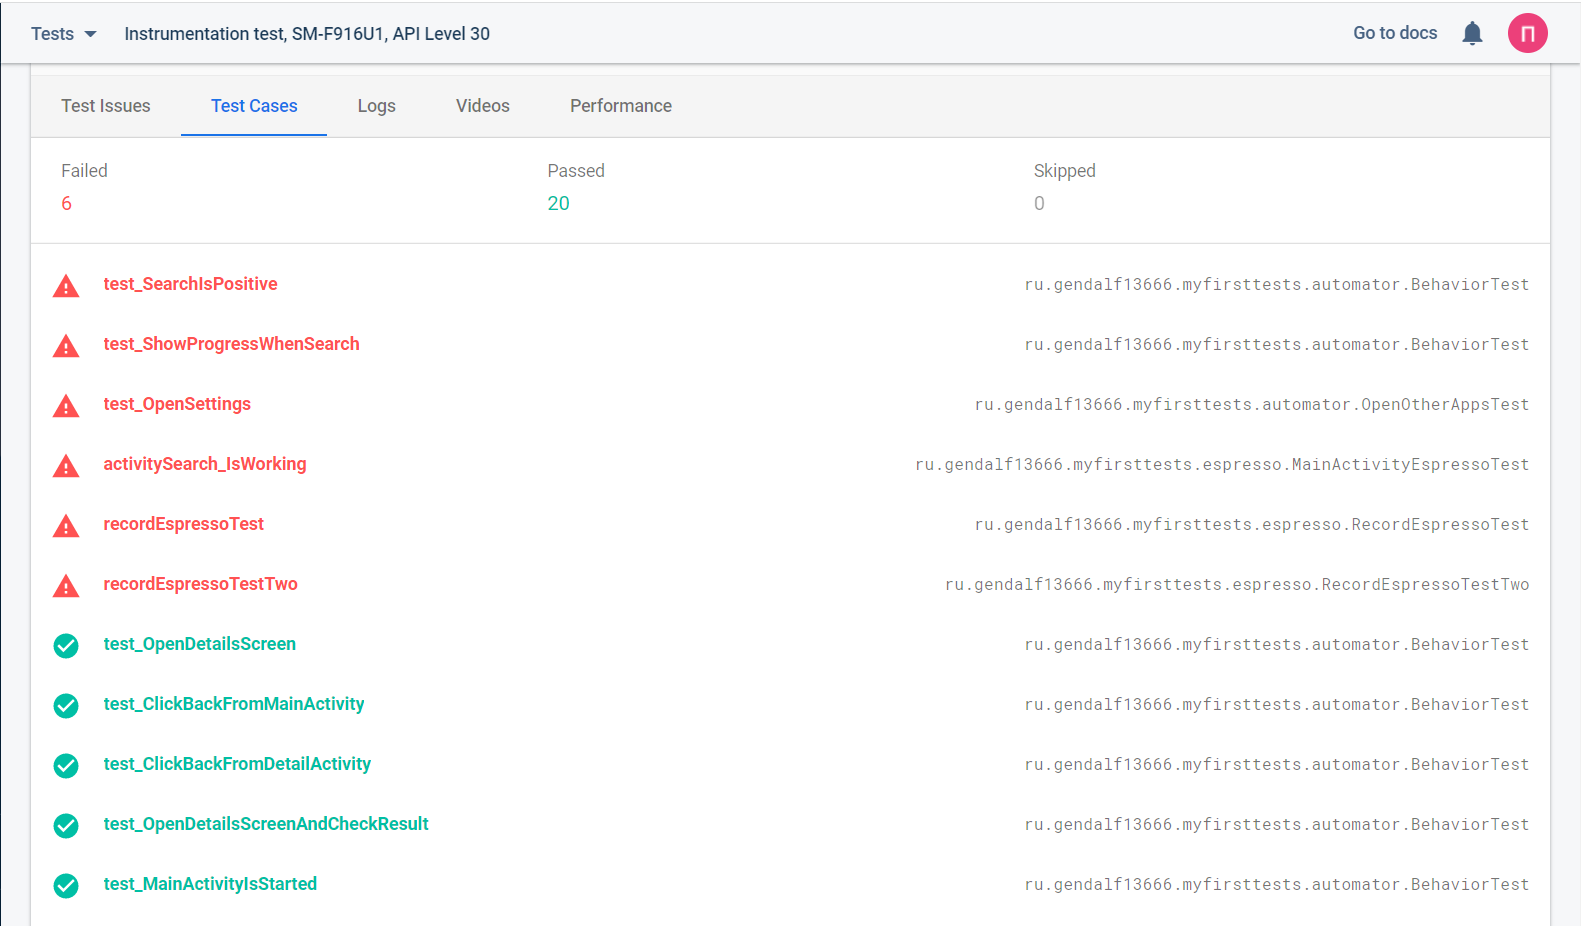 Tests Instrumentation test, SM-F916U1, API Level 30 Go to docs П
Test Issues Test Cases Logs Videos Performance
Failed Passed Skipped
6 20 0
test_SearchIsPositive ru.gendalf13666.myfirsttests.automator.BehaviorTest
test_ShowProgressWhenSearch ru.gendalf13666.myfirsttests.automator.BehaviorTest
test_OpenSettings ru.gendalf13666.myfirsttests.automator.OpenOtherAppsTest
activitySearch_IsWorking ru.gendalf13666.myfirsttests.espresso.MainActivityEspressoTest
recordEspressoTest ru.gendalf13666.myfirsttests.espresso.RecordEspressoTest
recordEspressoTestTwo ru.gendalf13666.myfirsttests.espresso.RecordEspressoTestTwo
test_OpenDetailsScreen ru.gendalf13666.myfirsttests.automator.BehaviorTest
test_ClickBackFromMainActivity ru.gendalf13666.myfirsttests.automator.BehaviorTest
test_ClickBackFromDetailActivity ru.gendalf13666.myfirsttests.automator.BehaviorTest
test_OpenDetailsScreenAndCheckResult ru.gendalf13666.myfirsttests.automator.BehaviorTest
test_MainActivityIsStarted ru.gendalf13666.myfirsttests.automator.BehaviorTest